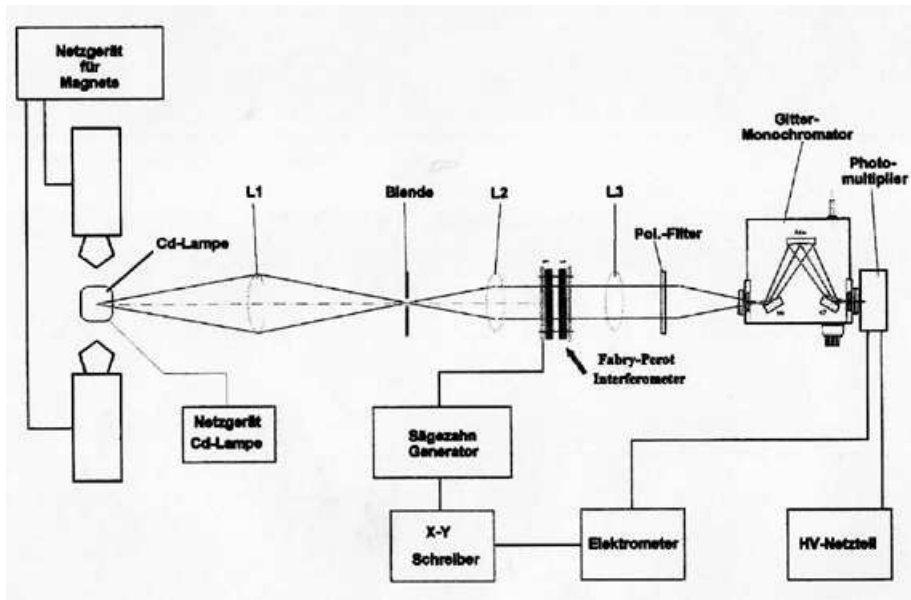 Netzgerät
für
Magnete
Gitter-
Monochromator
Photo-
multiplier
L1
Blende
L2
L3
Pol.-Filter
Cd-Lampe
Fabry-Perot
Interferometer
Netzgerät
Cd-Lampe
Sägezahn
Generator
X-Y
Schreiber
Elektrometer
HV-Netzteil